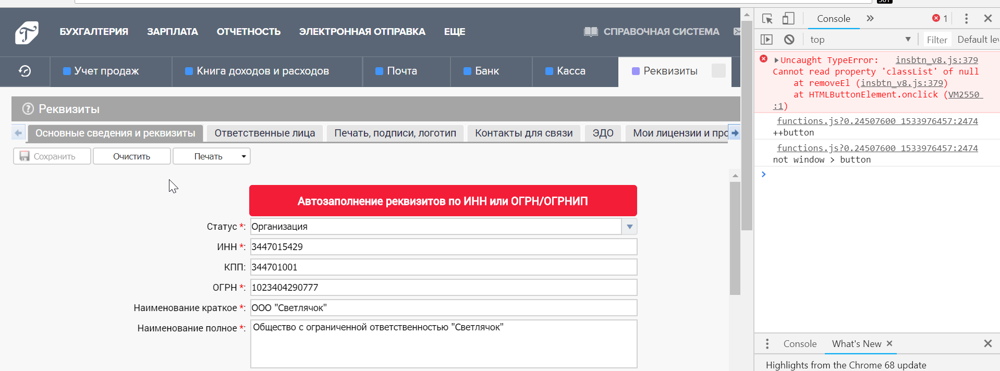 БУХГАЛТЕРИЯ ЗАРПЛАТА ОТЧЕТНОСТЬ ЭЛЕКТРОННАЯ ОТПРАВКА ЕЩЕ СПРАВОЧНАЯ СИСТЕМА
Учет продаж Книга доходов и расходов Почта Банк Касса Реквизиты
Реквизиты
Основные сведения и реквизиты Ответственные лица Печать, подписи, логотип Контакты для связи ЭДО Мои лицензии и про
Сохранить Очистить Печать
Автозаполнение реквизитов по ИНН или ОГРН/ОГРНИП
Статус *: Организация
ИНН *: 3447015429
КПП: 344701001
ОГРН *: 1023404290777
Наименование краткое *: ООО "Светлячок"
Наименование полное *: Общество с ограниченной ответственностью "Светлячок"
Console » 1
top Filter Default le
Uncaught TypeError: insbtn_v8.js:379
Cannot read property 'classList' of null
at removeEl (insbtn_v8.js:379)
at HTMLButtonElement.onclick (VM2550
:1)
functions.js?0.24507600 1533976457:2474
++button
functions.js?0.24507600 1533976457:2474
not window > button
Console What's New
Highlights from the Chrome 68 update